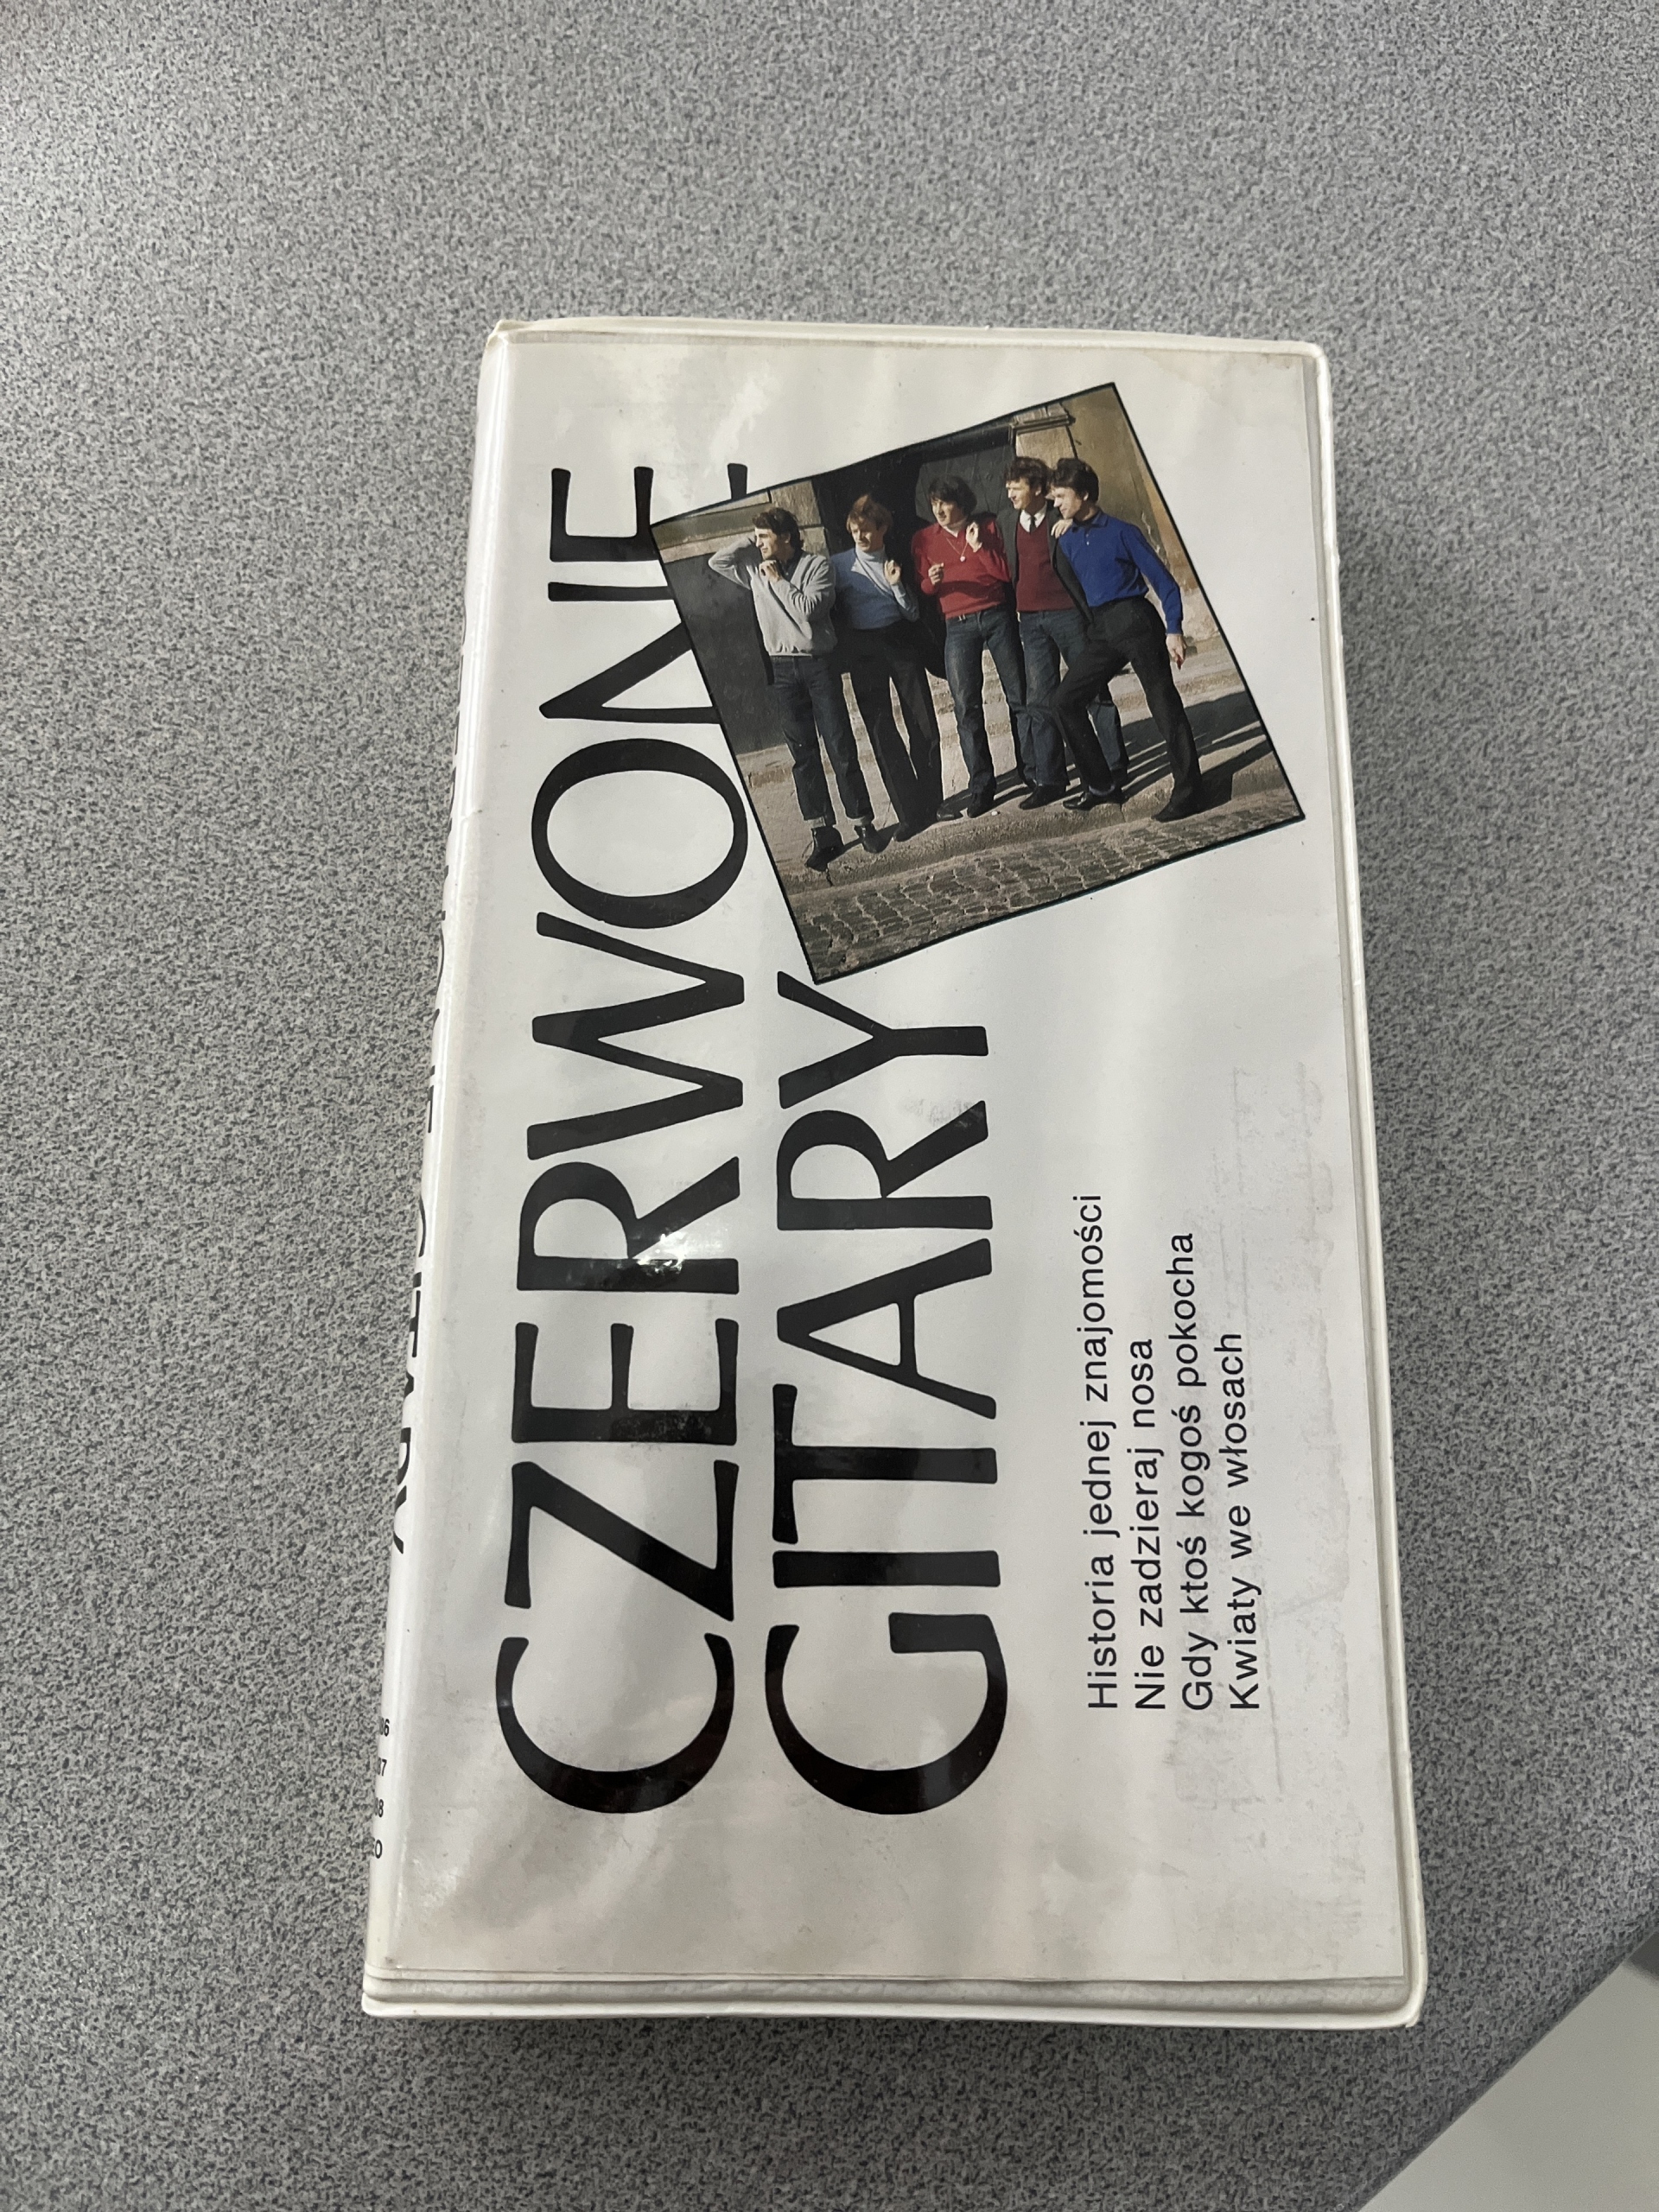 CZERWONE
GITARY
Historia jednej znajomości
Nie zadzieraj nosa
Gdy ktoś kogoś pokocha
Kwiaty we włosach